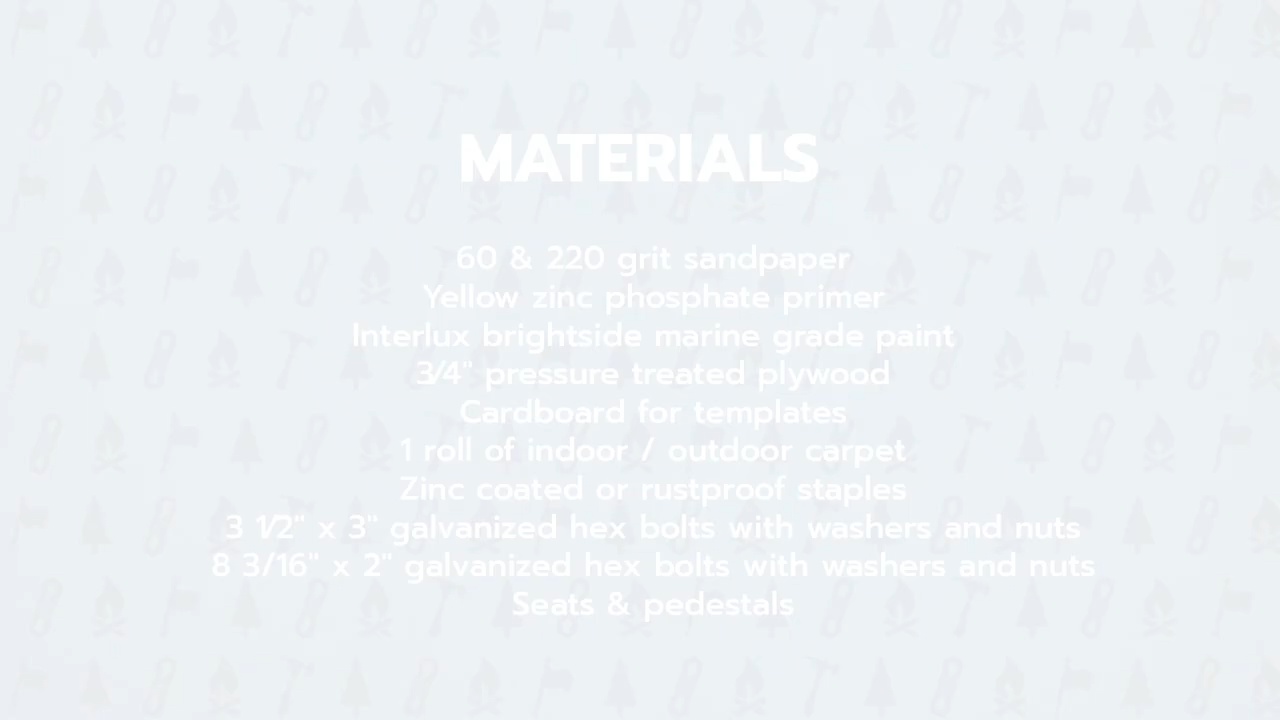 MATERIALS
60 & 220 grit sandpaper
Yellow zinc phosphate primer
Interlux brightside marine grade paint
3/4" pressure treated plywood
Cardboard for templates
1 roll of indoor / outdoor carpet
Zinc coated or rustproof staples
3 1/2" x 3" galvanized hex bolts with washers and nuts
8 3/16" x 2" galvanized hex bolts with washers and nuts
Seats & pedestals